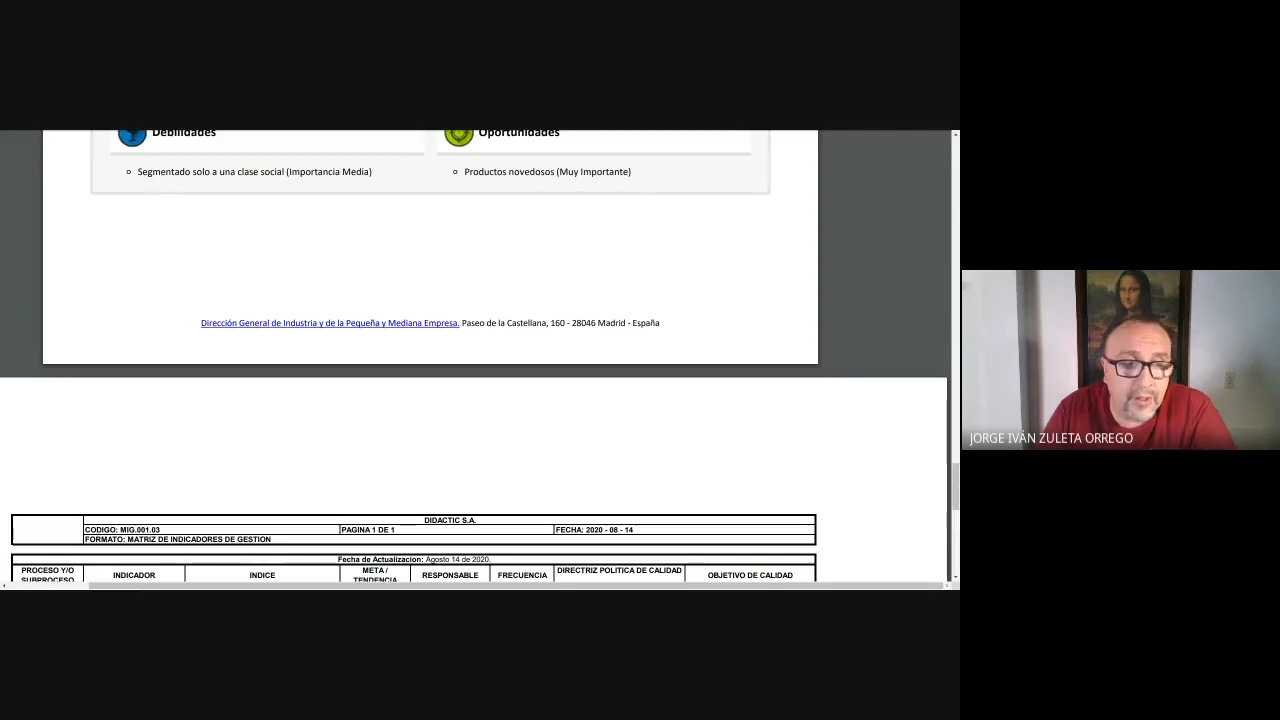 Debilidades
Oportunidades
Segmentado solo a una clase social (Importancia Media)
Productos novedosos (Muy Importante)
Dirección General de Industria y de la Pequeña y Mediana Empresa. Paseo de la Castellana, 160 - 28046 Madrid - España
JORGE IVÁN ZULETA ORREGO
DIDACTIC S.A.
CODIGO: MIG.001.03 PAGINA 1 DE 1 FECHA: 2020 - 08 - 14
FORMATO: MATRIZ DE INDICADORES DE GESTION
Fecha de Actualizacion: Agosto 14 de 2020.
PROCESO Y/O SUBPROCESO
INDICADOR
INDICE
META / TENDENCIA
RESPONSABLE
FRECUENCIA
DIRECTRIZ POLITICA DE CALIDAD
OBJETIVO DE CALIDAD